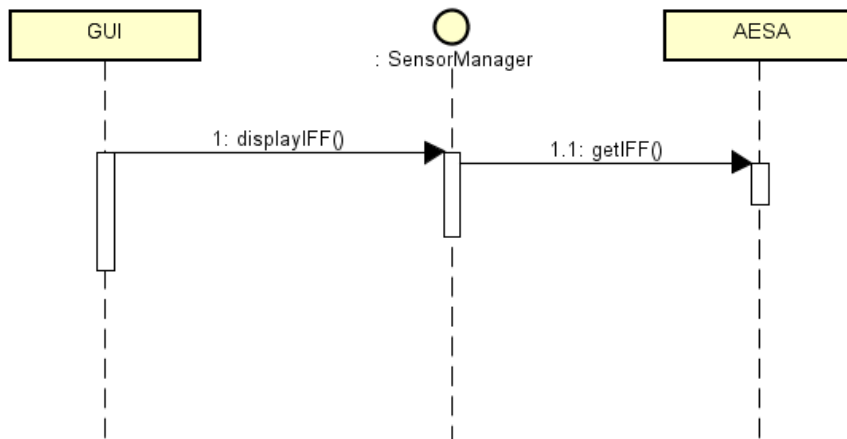 GUI
: SensorManager
AESA
1: displayIFF()
1.1: getIFF()